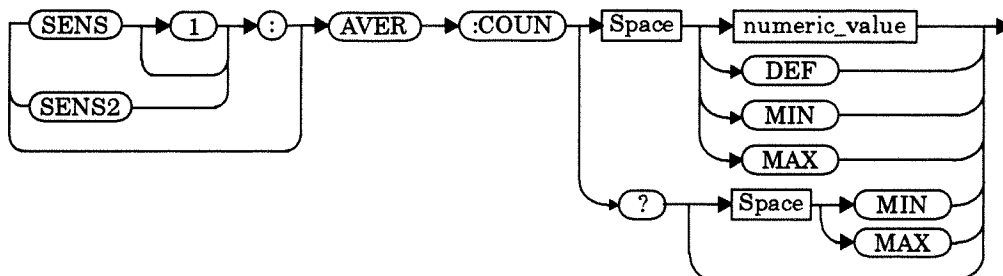 SENS 1 : AVER :COUN Space numeric_value
DEF
SENS2 MIN
MAX
? Space MIN
MAX